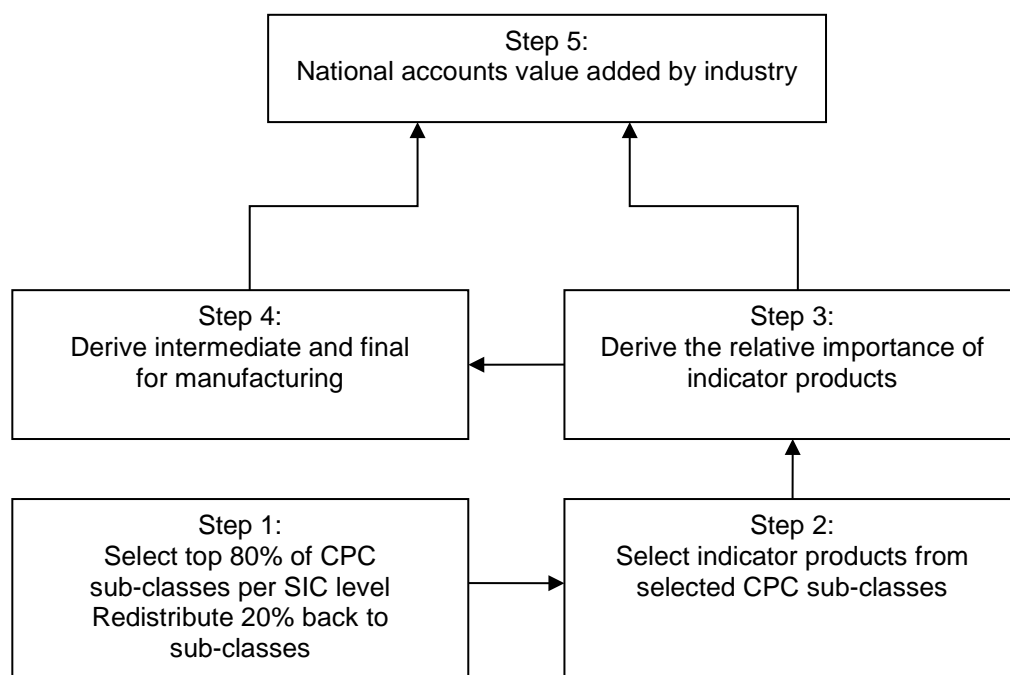 Step 5:
National accounts value added by industry
Step 4:
Derive intermediate and final
for manufacturing
Step 3:
Derive the relative importance of
indicator products
Step 1:
Select top 80% of CPC
sub-classes per SIC level
Redistribute 20% back to
sub-classes
Step 2:
Select indicator products from
selected CPC sub-classes